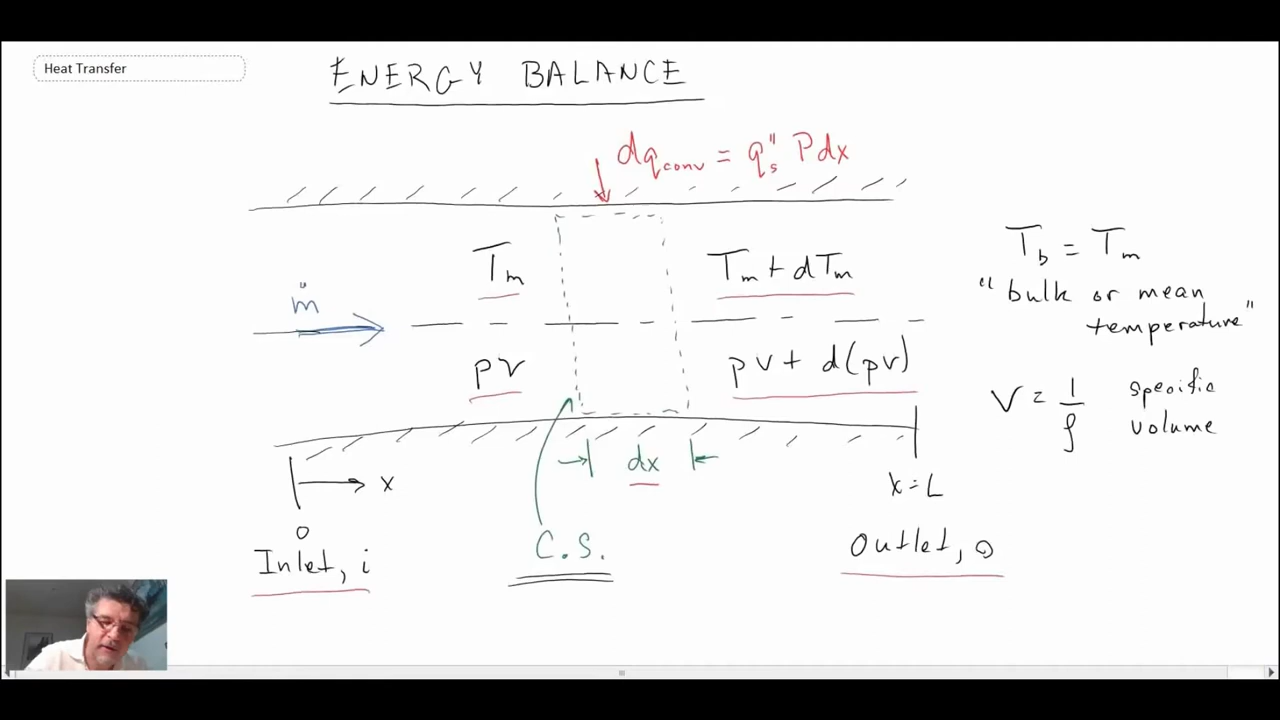 Heat Transfer
ENERGY BALANCE
dq_conv = q"_s P dx
T_m
T_m + dT_m
T_b = T_m
"bulk or mean
temperature"
ṁ
pv
pv + d(pv)
v = 1/ρ specific
volume
dx
x
x = L
0
Inlet, i
C.S.
Outlet, o